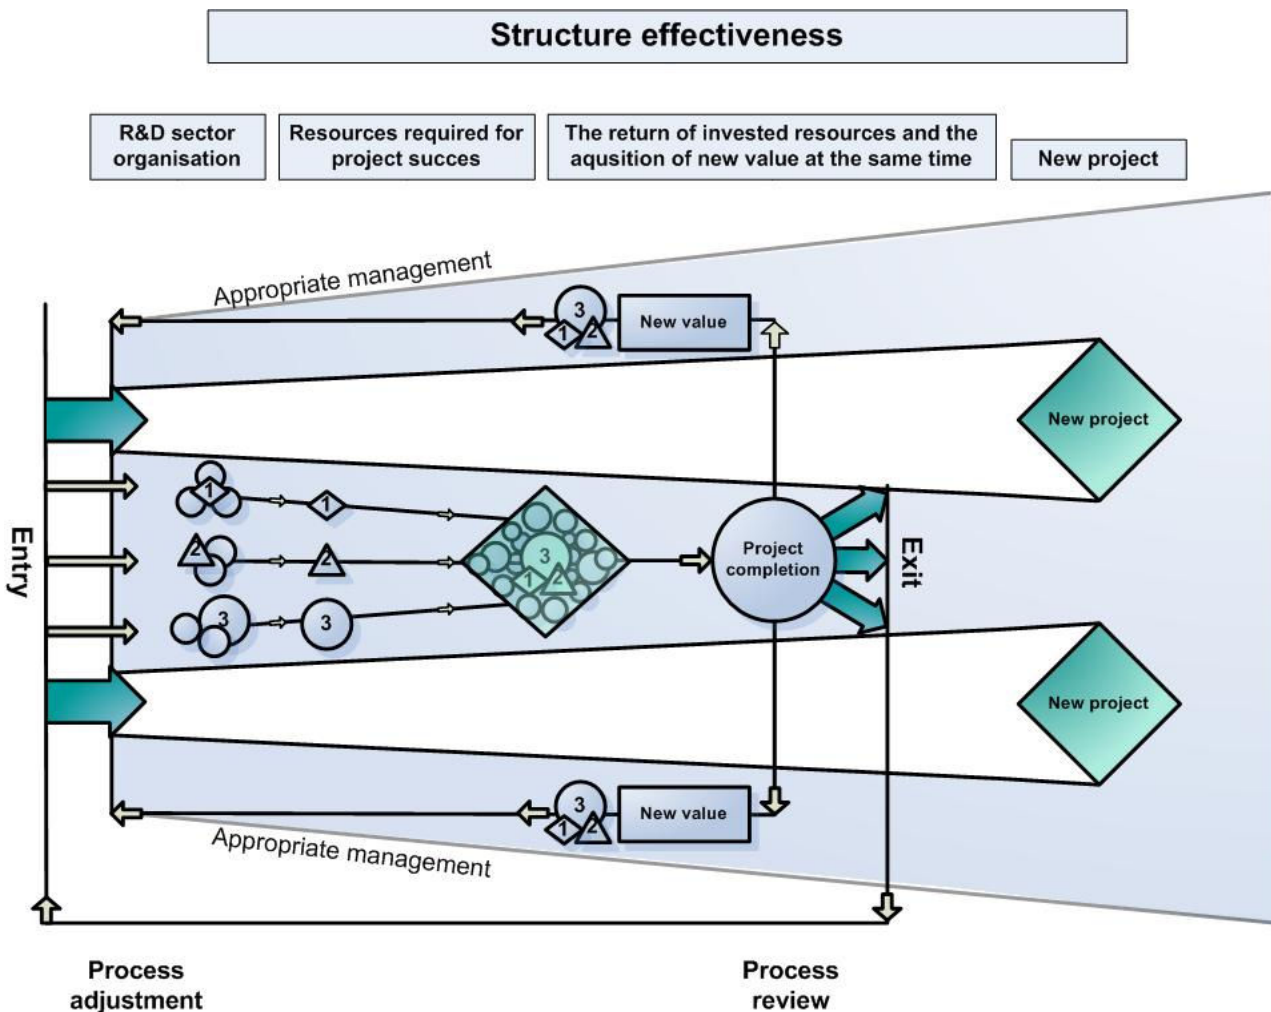 Structure effectiveness
R&D sector
organisation
Resources required for
project succes
The return of invested resources and the
aqusition of new value at the same time
New project
Appropriate management
3
1
2
New value
New project
Entry
1
1
2
2
3
3
3
1
2
Project
completion
Exit
New project
3
1
2
New value
Appropriate management
Process
adjustment
Process
review